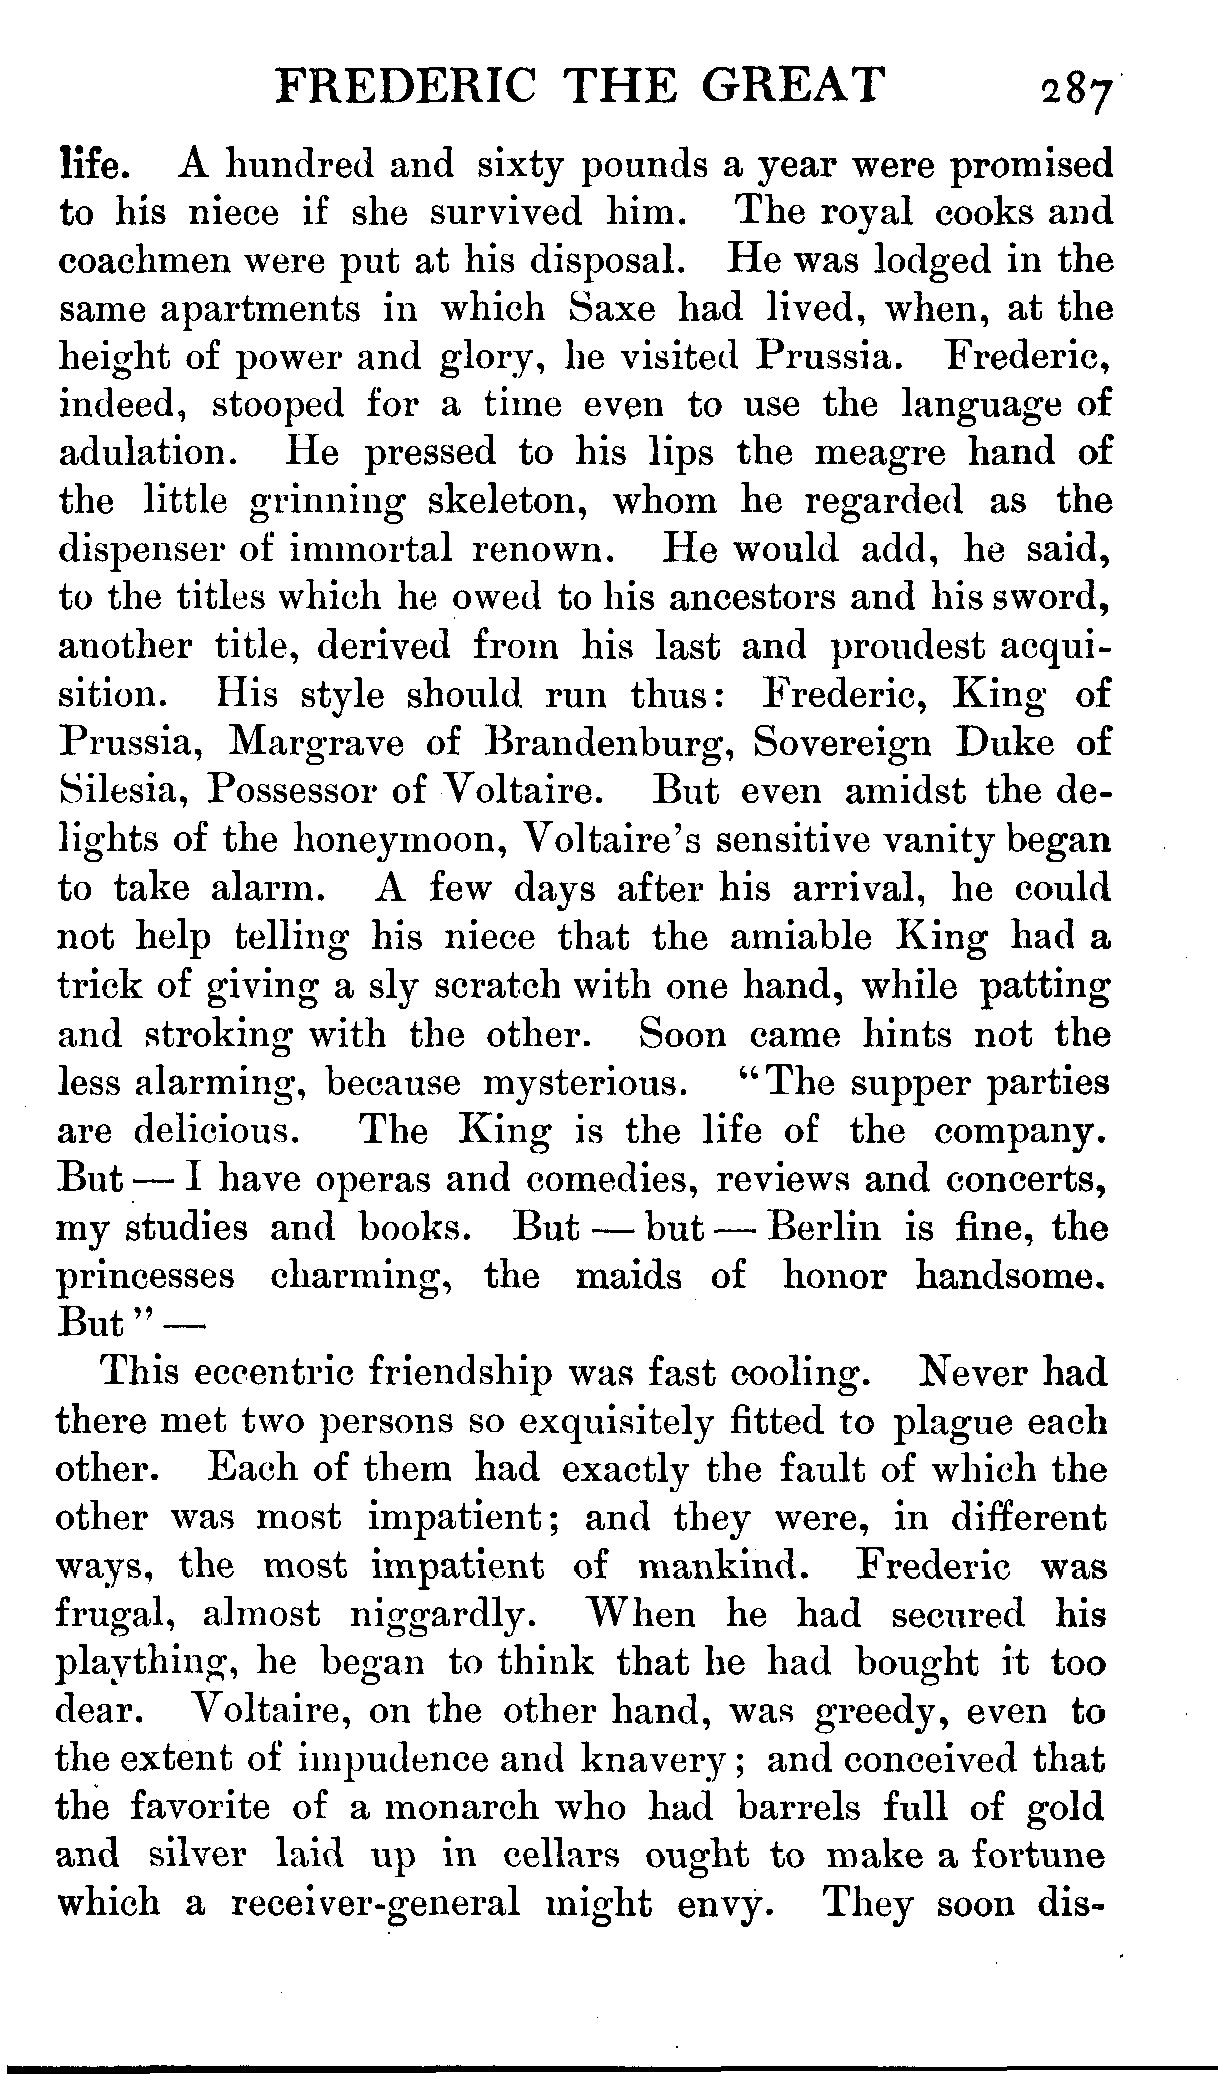 FREDERIC THE GREAT 287
life. A hundred and sixty pounds a year were promised
to his niece if she survived him. The royal cooks and
coachmen were put at his disposal. He was lodged in the
same apartments in which Saxe had lived, when, at the
height of power and glory, he visited Prussia. Frederic,
indeed, stooped for a time even to use the language of
adulation. He pressed to his lips the meagre hand of
the little grinning skeleton, whom he regarded as the
dispenser of immortal renown. He would add, he said,
to the titles which he owed to his ancestors and his sword,
another title, derived from his last and proudest acqui-
sition. His style should run thus: Frederic, King of
Prussia, Margrave of Brandenburg, Sovereign Duke of
Silesia, Possessor of Voltaire. But even amidst the de-
lights of the honeymoon, Voltaire's sensitive vanity began
to take alarm. A few days after his arrival, he could
not help telling his niece that the amiable King had a
trick of giving a sly scratch with one hand, while patting
and stroking with the other. Soon came hints not the
less alarming, because mysterious. "The supper parties
are delicious. The King is the life of the company.
But — I have operas and comedies, reviews and concerts,
my studies and books. But — but — Berlin is fine, the
princesses charming, the maids of honor handsome.
But" —
This eccentric friendship was fast cooling. Never had
there met two persons so exquisitely fitted to plague each
other. Each of them had exactly the fault of which the
other was most impatient; and they were, in different
ways, the most impatient of mankind. Frederic was
frugal, almost niggardly. When he had secured his
plaything, he began to think that he had bought it too
dear. Voltaire, on the other hand, was greedy, even to
the extent of impudence and knavery; and conceived that
the favorite of a monarch who had barrels full of gold
and silver laid up in cellars ought to make a fortune
which a receiver-general might envy. They soon dis-